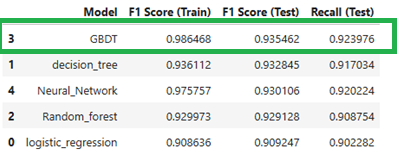 Model F1 Score (Train) F1 Score (Test) Recall (Test)
3 GBDT 0.986468 0.935462 0.923976
1 decision_tree 0.936112 0.932845 0.917034
4 Neural_Network 0.975757 0.930106 0.920224
2 Random_forest 0.929973 0.929128 0.908754
0 logistic_regression 0.908636 0.909247 0.902282